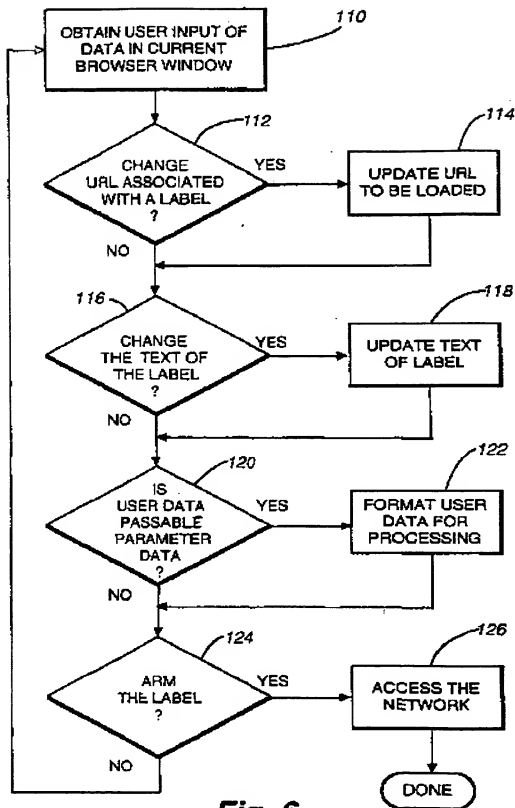 OBTAIN USER INPUT OF
DATA IN CURRENT
BROWSER WINDOW
110
112
CHANGE
URL ASSOCIATED
WITH A LABEL
?
YES
NO
114
UPDATE URL
TO BE LOADED
116
CHANGE
THE TEXT OF
THE LABEL
?
YES
NO
118
UPDATE TEXT
OF LABEL
120
IS
USER DATA
PASSABLE
PARAMETER
DATA
?
YES
NO
122
FORMAT USER
DATA FOR
PROCESSING
124
ARM
THE LABEL
?
YES
NO
126
ACCESS THE
NETWORK
DONE
Fig. 6